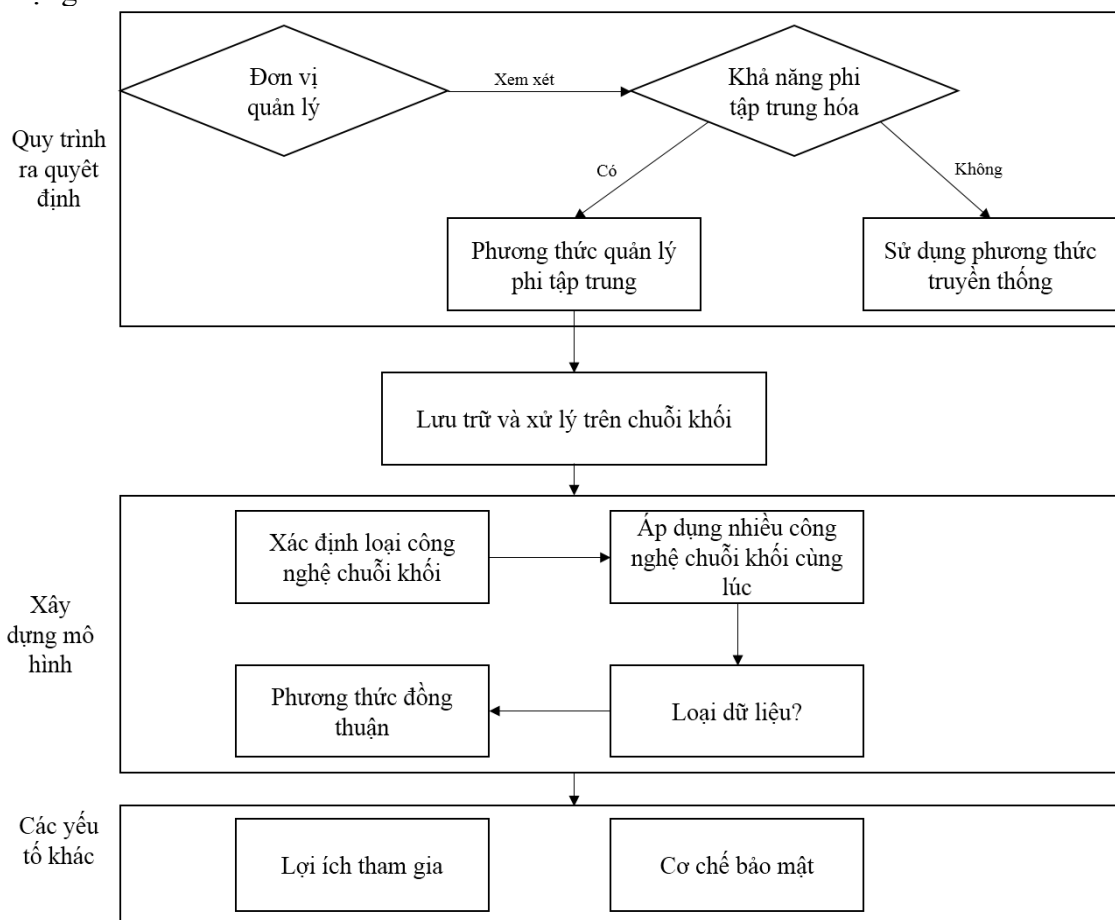 Đơn vị
quản lý
Xem xét
Khả năng phi
tập trung hóa
Quy trình
ra quyêt
định
Có
Không
Phương thức quản lý
phi tập trung
Sử dụng phương thức
truyền thống
Lưu trữ và xử lý trên chuỗi khối
Xây
dựng mô
hình
Xác định loại công
nghệ chuỗi khối
Áp dụng nhiều công
nghệ chuỗi khối cùng
lúc
Phương thức đồng
thuận
Loại dữ liệu?
Các yếu
tố khác
Lợi ích tham gia
Cơ chế bảo mật